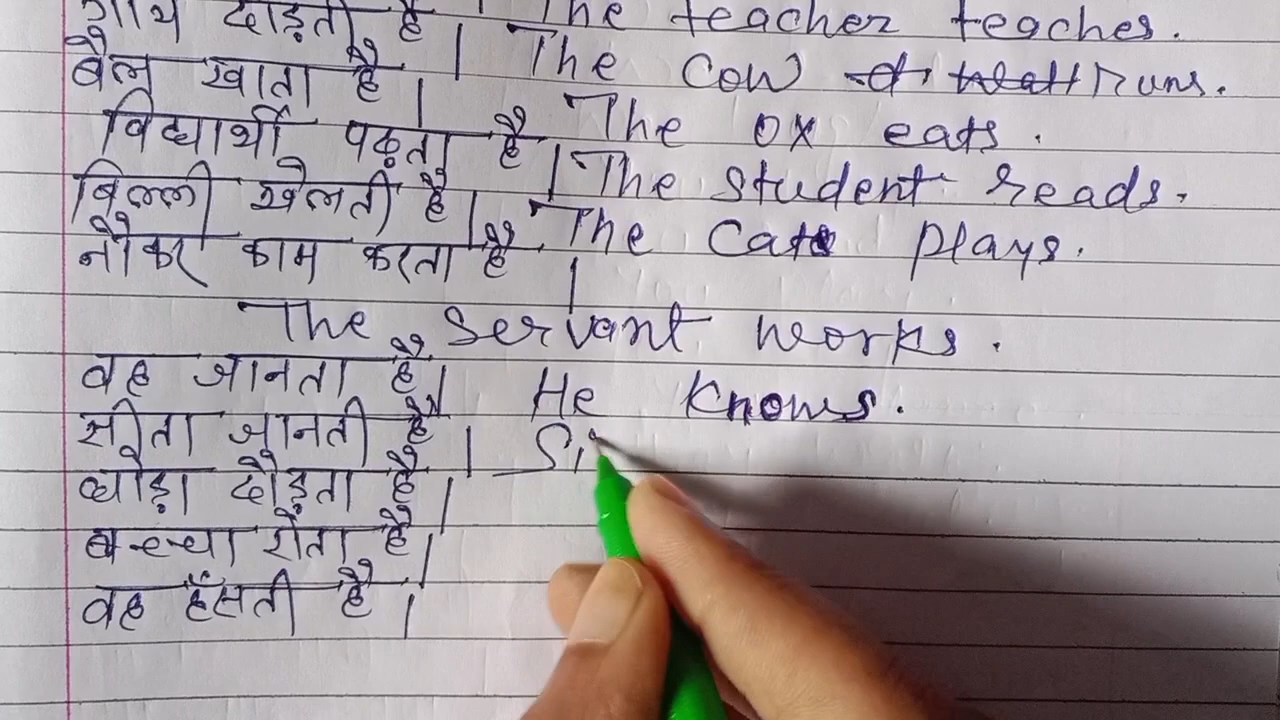 गाय दौड़ती है । The teacher teaches.
बैल खाता है । The Cow Runs.
विद्यार्थी पढ़ता है । The ox eats.
बिल्ली खेलती है । The Student reads.
नौकर काम करता है । The Cat plays.
The Servant works.
वह जानता है । He Knows.
सीता जानती है । Si
घोड़ा दौड़ता है ।
बच्चा रोता है ।
वह हँसती है ।